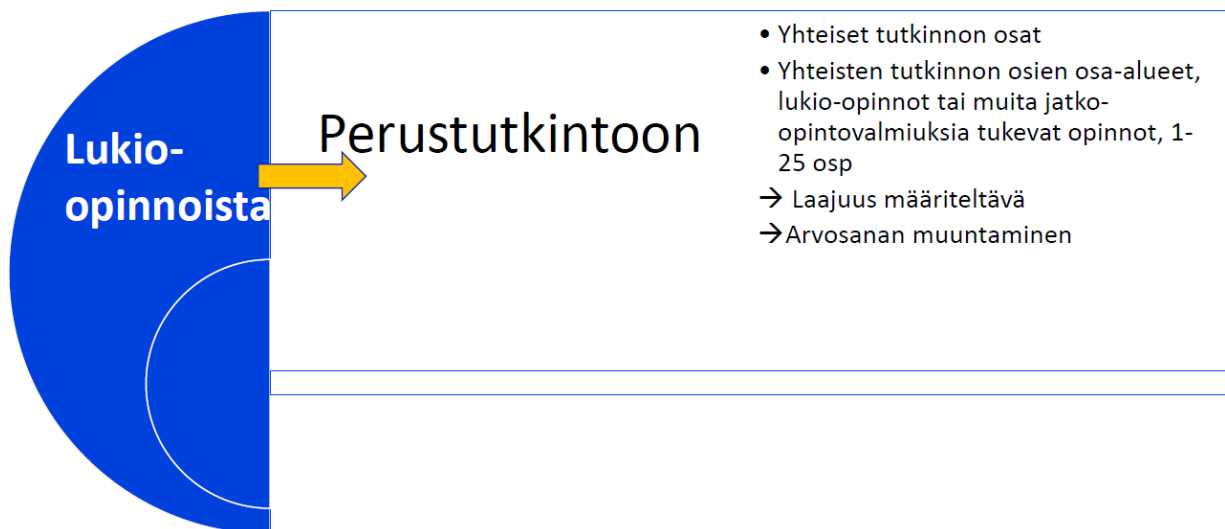 Lukio-
opinnoista
Perustutkintoon
• Yhteiset tutkinnon osat
• Yhteisten tutkinnon osien osa-alueet,
lukio-opinnot tai muita jatko-
opintovalmiuksia tukevat opinnot, 1-
25 osp
→ Laajuus määriteltävä
→Arvosanan muuntaminen